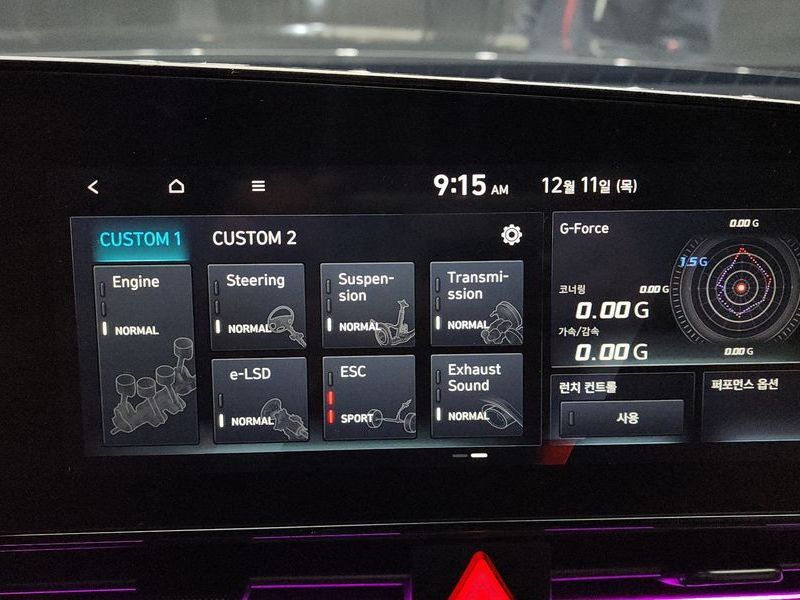 9:15 AM
12월 11일 (목)
CUSTOM 1
CUSTOM 2
Engine
NORMAL
Steering
NORMAL
Suspen-
sion
NORMAL
Transmi-
ssion
NORMAL
e-LSD
NORMAL
ESC
SPORT
Exhaust
Sound
NORMAL
G-Force
0.00 G
1.5 G
코너링
0.00 G
0.00 G
가속/감속
0.00 G
0.00 G
런치 컨트롤
사용
퍼포먼스 옵션